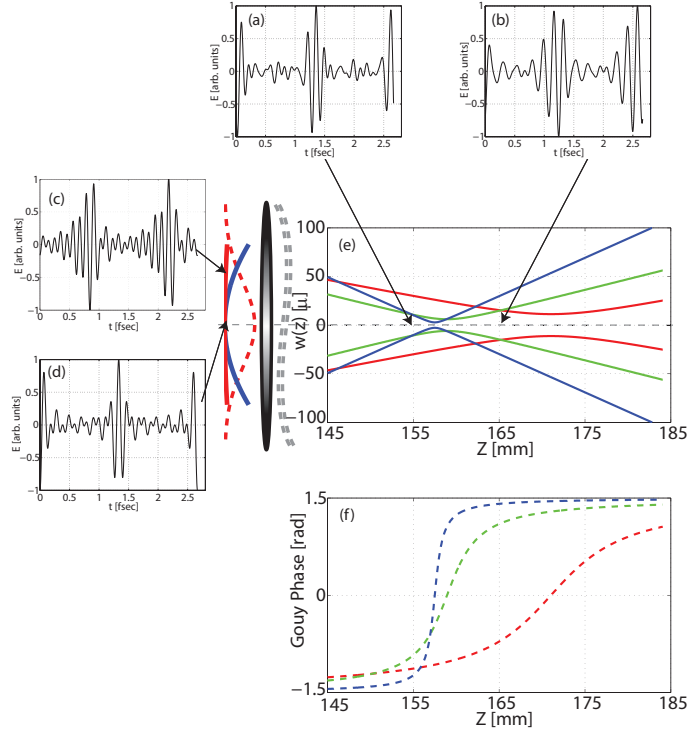 (a)
E [arb. units]
1
0.5
0
−0.5
−1
0 0.5 1 1.5 2 2.5
t [fsec]
(b)
E [arb. units]
1
0.5
0
−0.5
−1
0 0.5 1 1.5 2 2.5
t [fsec]
(c)
E [arb. units]
1
0.5
0
−0.5
−1
0 0.5 1 1.5 2 2.5
t [fsec]
(d)
E [arb. units]
1
0.5
0
−0.5
−1
0 0.5 1 1.5 2 2.5
t [fsec]
(e)
w(z) [μ]
100
50
0
−50
−100
145 155 165 175 185
Z [mm]
(f)
Gouy Phase [rad]
1.5
0
−1.5
145 155 165 175 185
Z [mm]